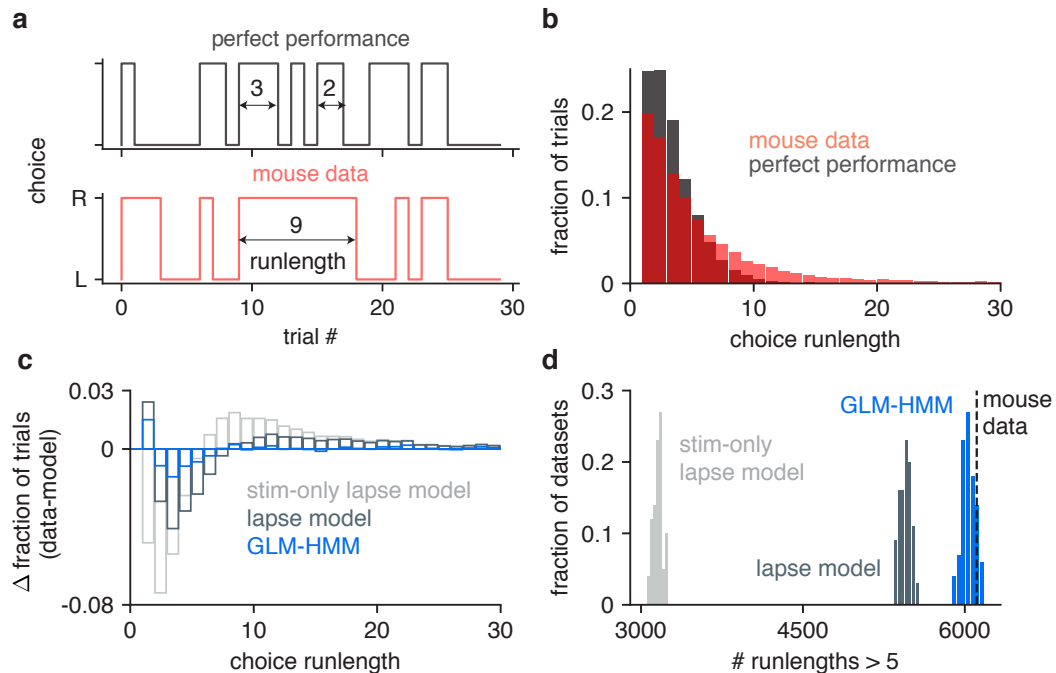 a
perfect performance
3
2
mouse data
choice
R
L
9
runlength
0
10
20
30
trial #
b
fraction of trials
0.2
0.1
0
mouse data
perfect performance
0
10
20
30
choice runlength
c
Δ fraction of trials
(data-model)
0.03
0
-0.08
stim-only lapse model
lapse model
GLM-HMM
0
10
20
30
choice runlength
d
fraction of datasets
0.3
0.2
0.1
0
GLM-HMM
mouse
data
stim-only
lapse model
lapse model
3000
4500
6000
# runlengths > 5